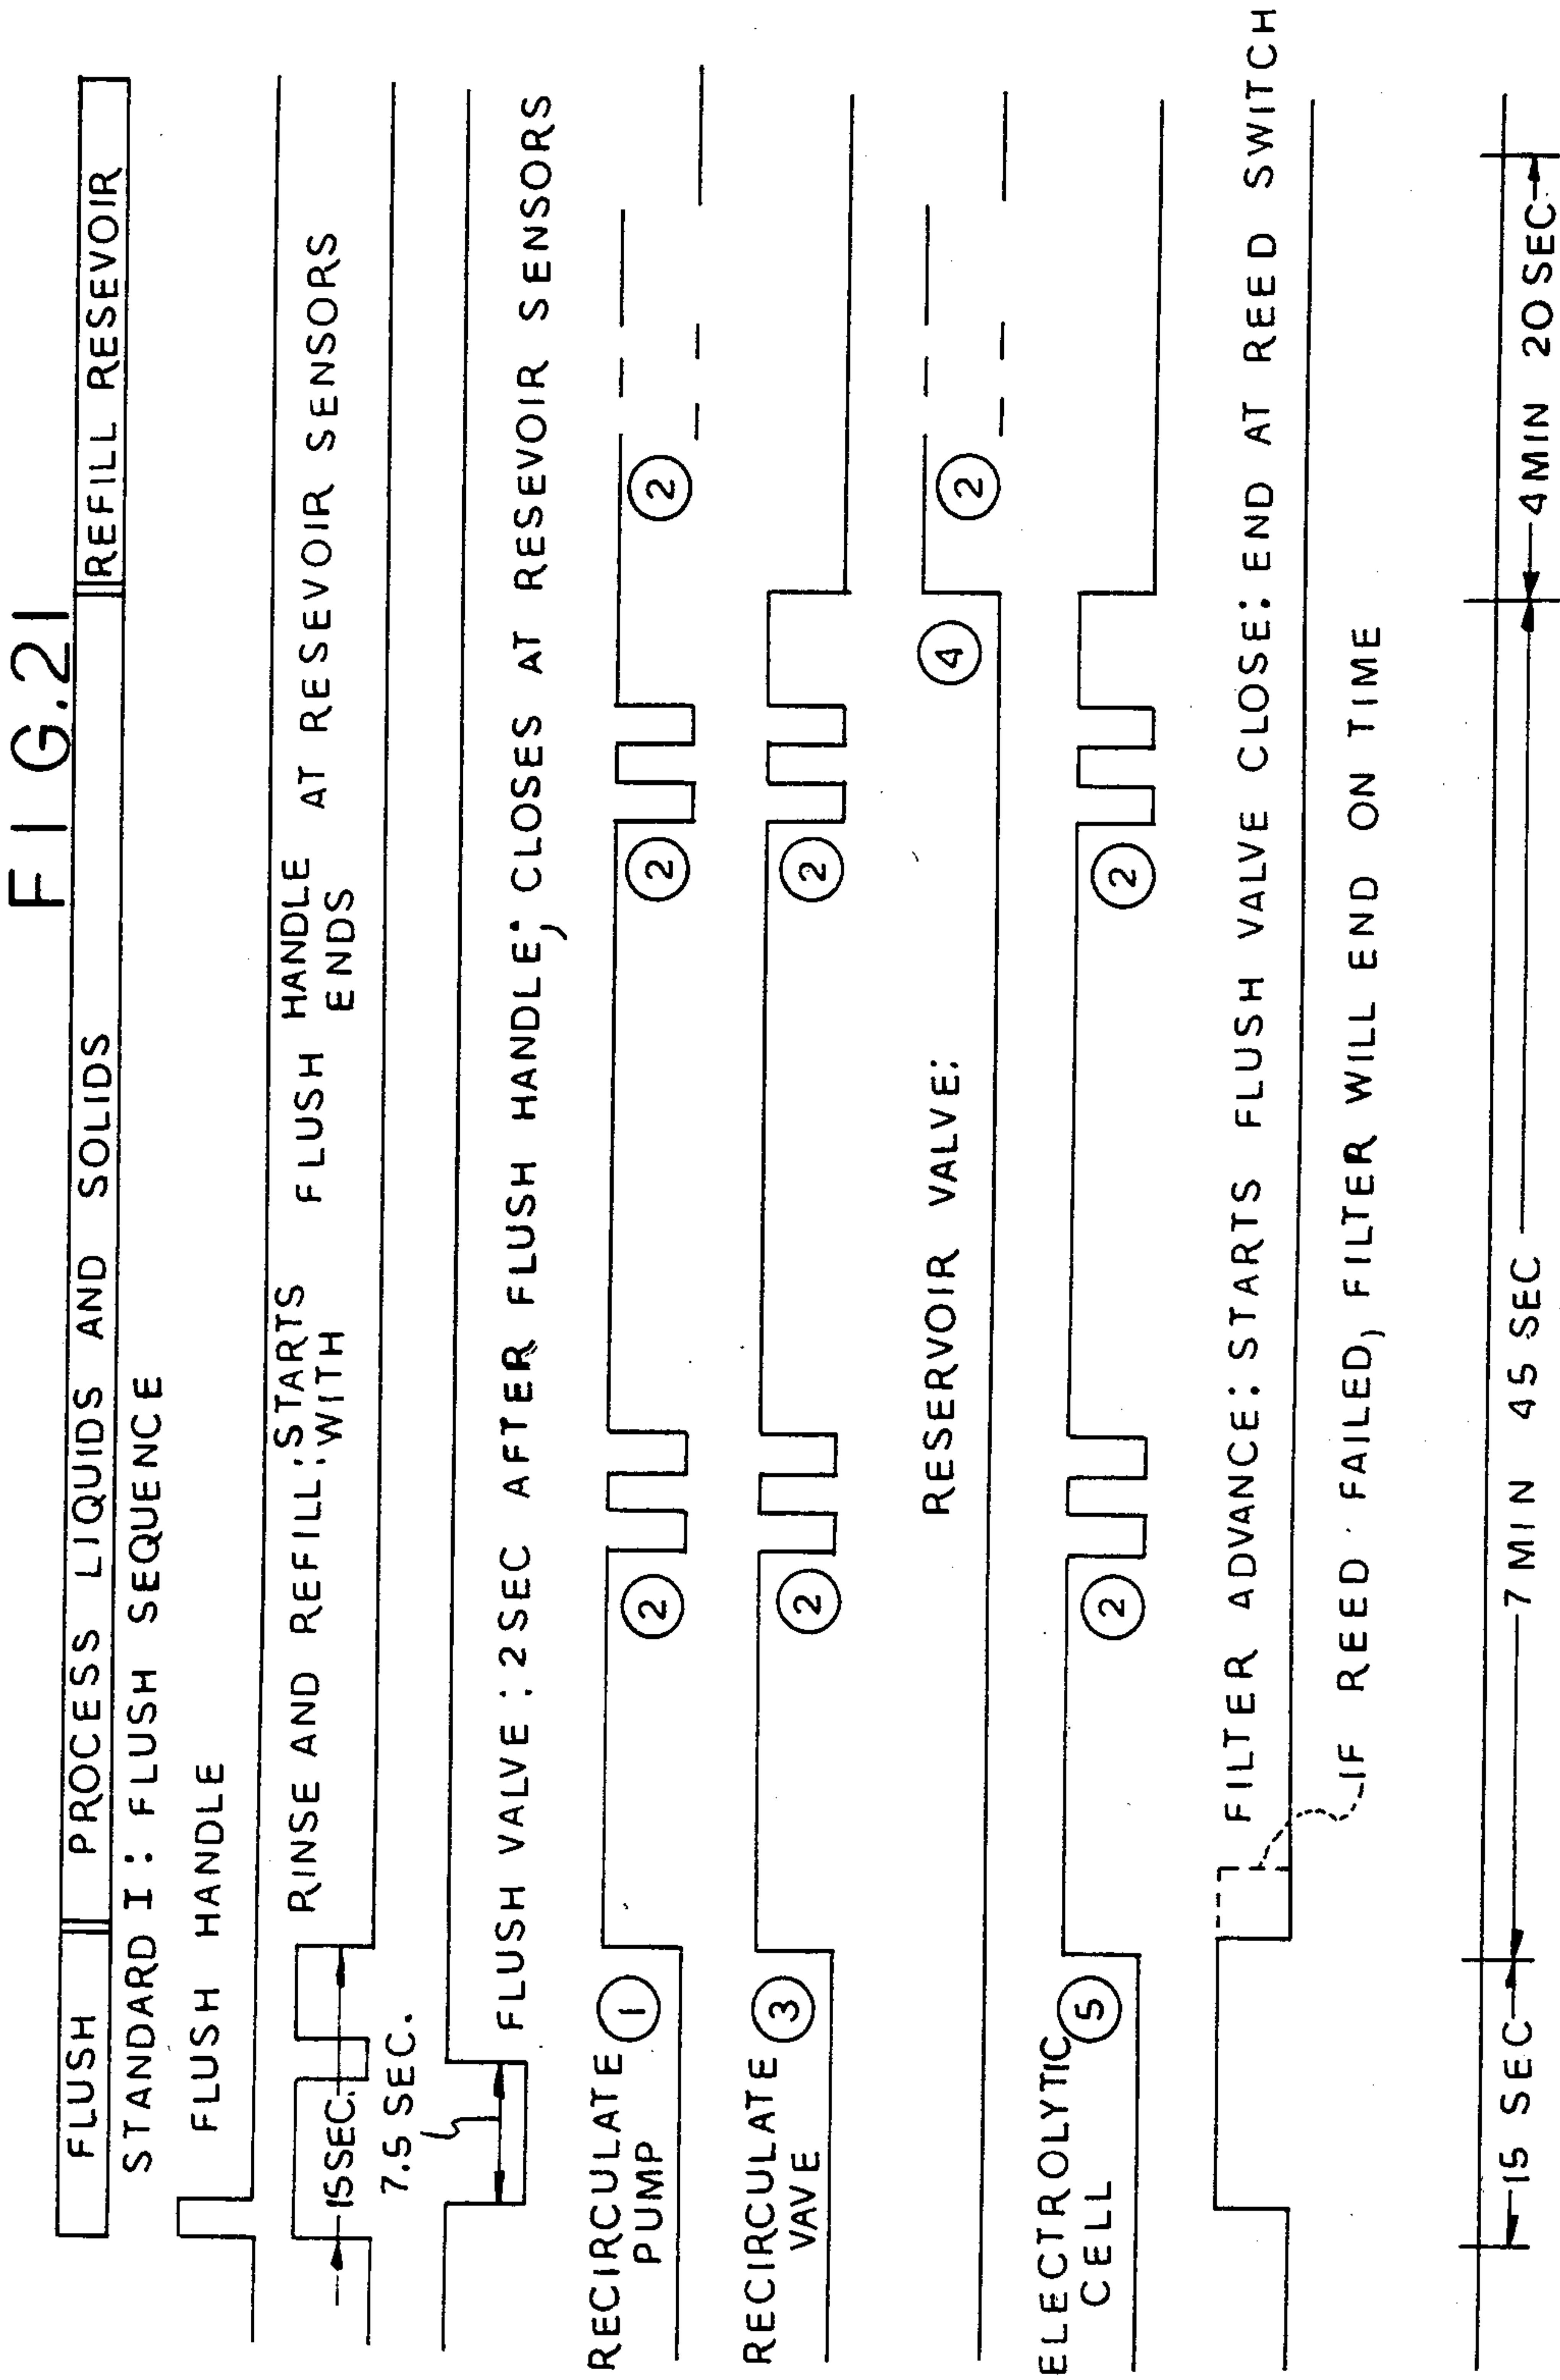 FIG.21
FLUSH PROCESS LIQUIDS AND SOLIDS REFILL RESEVOIR
STANDARD I: FLUSH SEQUENCE
FLUSH HANDLE
RINSE AND REFILL: STARTS FLUSH HANDLE AT RESEVOIR SENSORS
WITH FLUSH HANDLE ENDS
15SEC.
7.5 SEC.
FLUSH VALVE: 2SEC AFTER FLUSH HANDLE; CLOSES AT RESEVOIR SENSORS
RECIRCULATE
PUMP
1 2 2 2
RECIRCULATE
VAVE
3 2 2
RESERVOIR VALVE:
4 2
ELECTROLYTIC
CELL
5 2 2
FILTER ADVANCE: STARTS FLUSH VALVE CLOSE: END AT REED SWITCH
IF REED FAILED, FILTER WILL END ON TIME
15 SEC 7 MIN 45 SEC 4MIN 20SEC